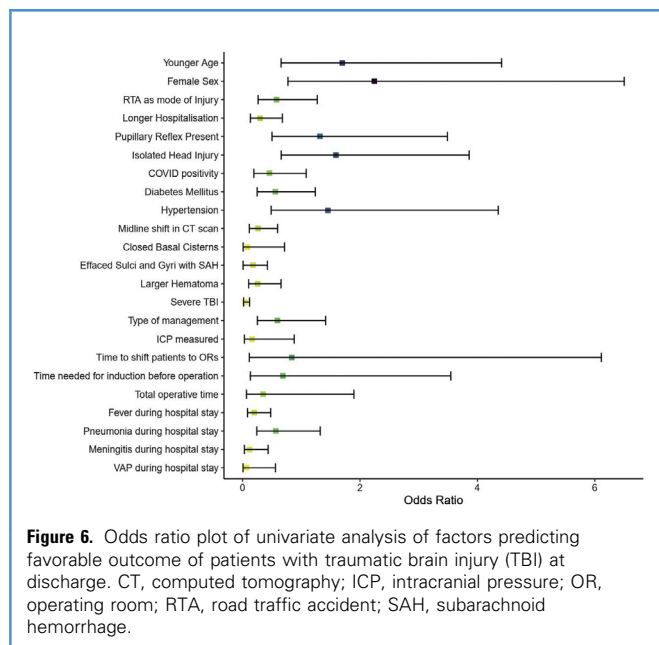 Younger Age
Female Sex
RTA as mode of Injury
Longer Hospitalisation
Pupillary Reflex Present
Isolated Head Injury
COVID positivity
Diabetes Mellitus
Hypertension
Midline shift in CT scan
Closed Basal Cisterns
Effaced Sulci and Gyri with SAH
Larger Hematoma
Severe TBI
Type of management
ICP measured
Time to shift patients to ORs
Time needed for induction before operation
Total operative time
Fever during hospital stay
Pneumonia during hospital stay
Meningitis during hospital stay
VAP during hospital stay
0 2 4 6
Odds Ratio
Figure 6. Odds ratio plot of univariate analysis of factors predicting
favorable outcome of patients with traumatic brain injury (TBI) at
discharge. CT, computed tomography; ICP, intracranial pressure; OR,
operating room; RTA, road traffic accident; SAH, subarachnoid
hemorrhage.